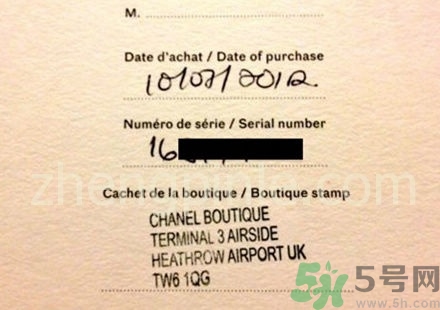 M.
Date d'achat / Date of purchase
10/07/2012
Numéro de série / Serial number
16
Cachet de la boutique / Boutique stamp
CHANEL BOUTIQUE
TERMINAL 3 AIRSIDE
HEATHROW AIRPORT UK
TW6 1QG
5号网
www.5h.com